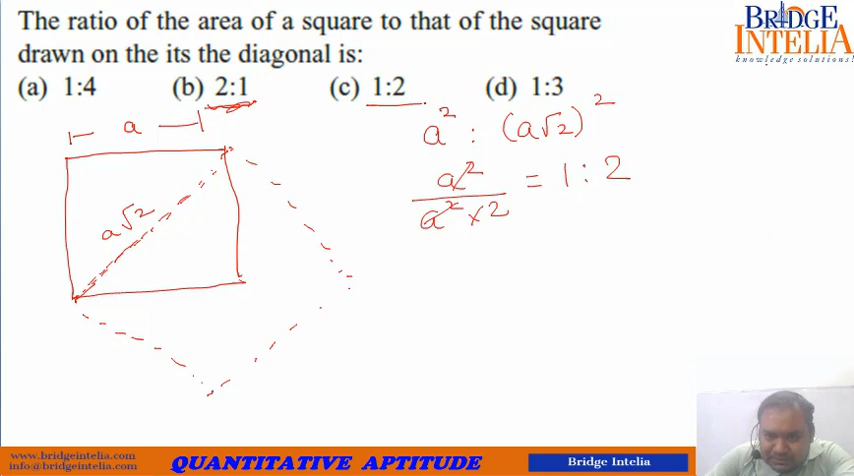 The ratio of the area of a square to that of the square
drawn on the its the diagonal is:
(a) 1:4 (b) 2:1 (c) 1:2 (d) 1:3
BRIDGE
INTELIA
knowledge solutions!
a
a√2
a² : (a√2)²
a² / a² × 2 = 1 : 2
www.bridgeintelia.com
info@bridgeintelia.com
QUANTITATIVE APTITUDE
Bridge Intelia